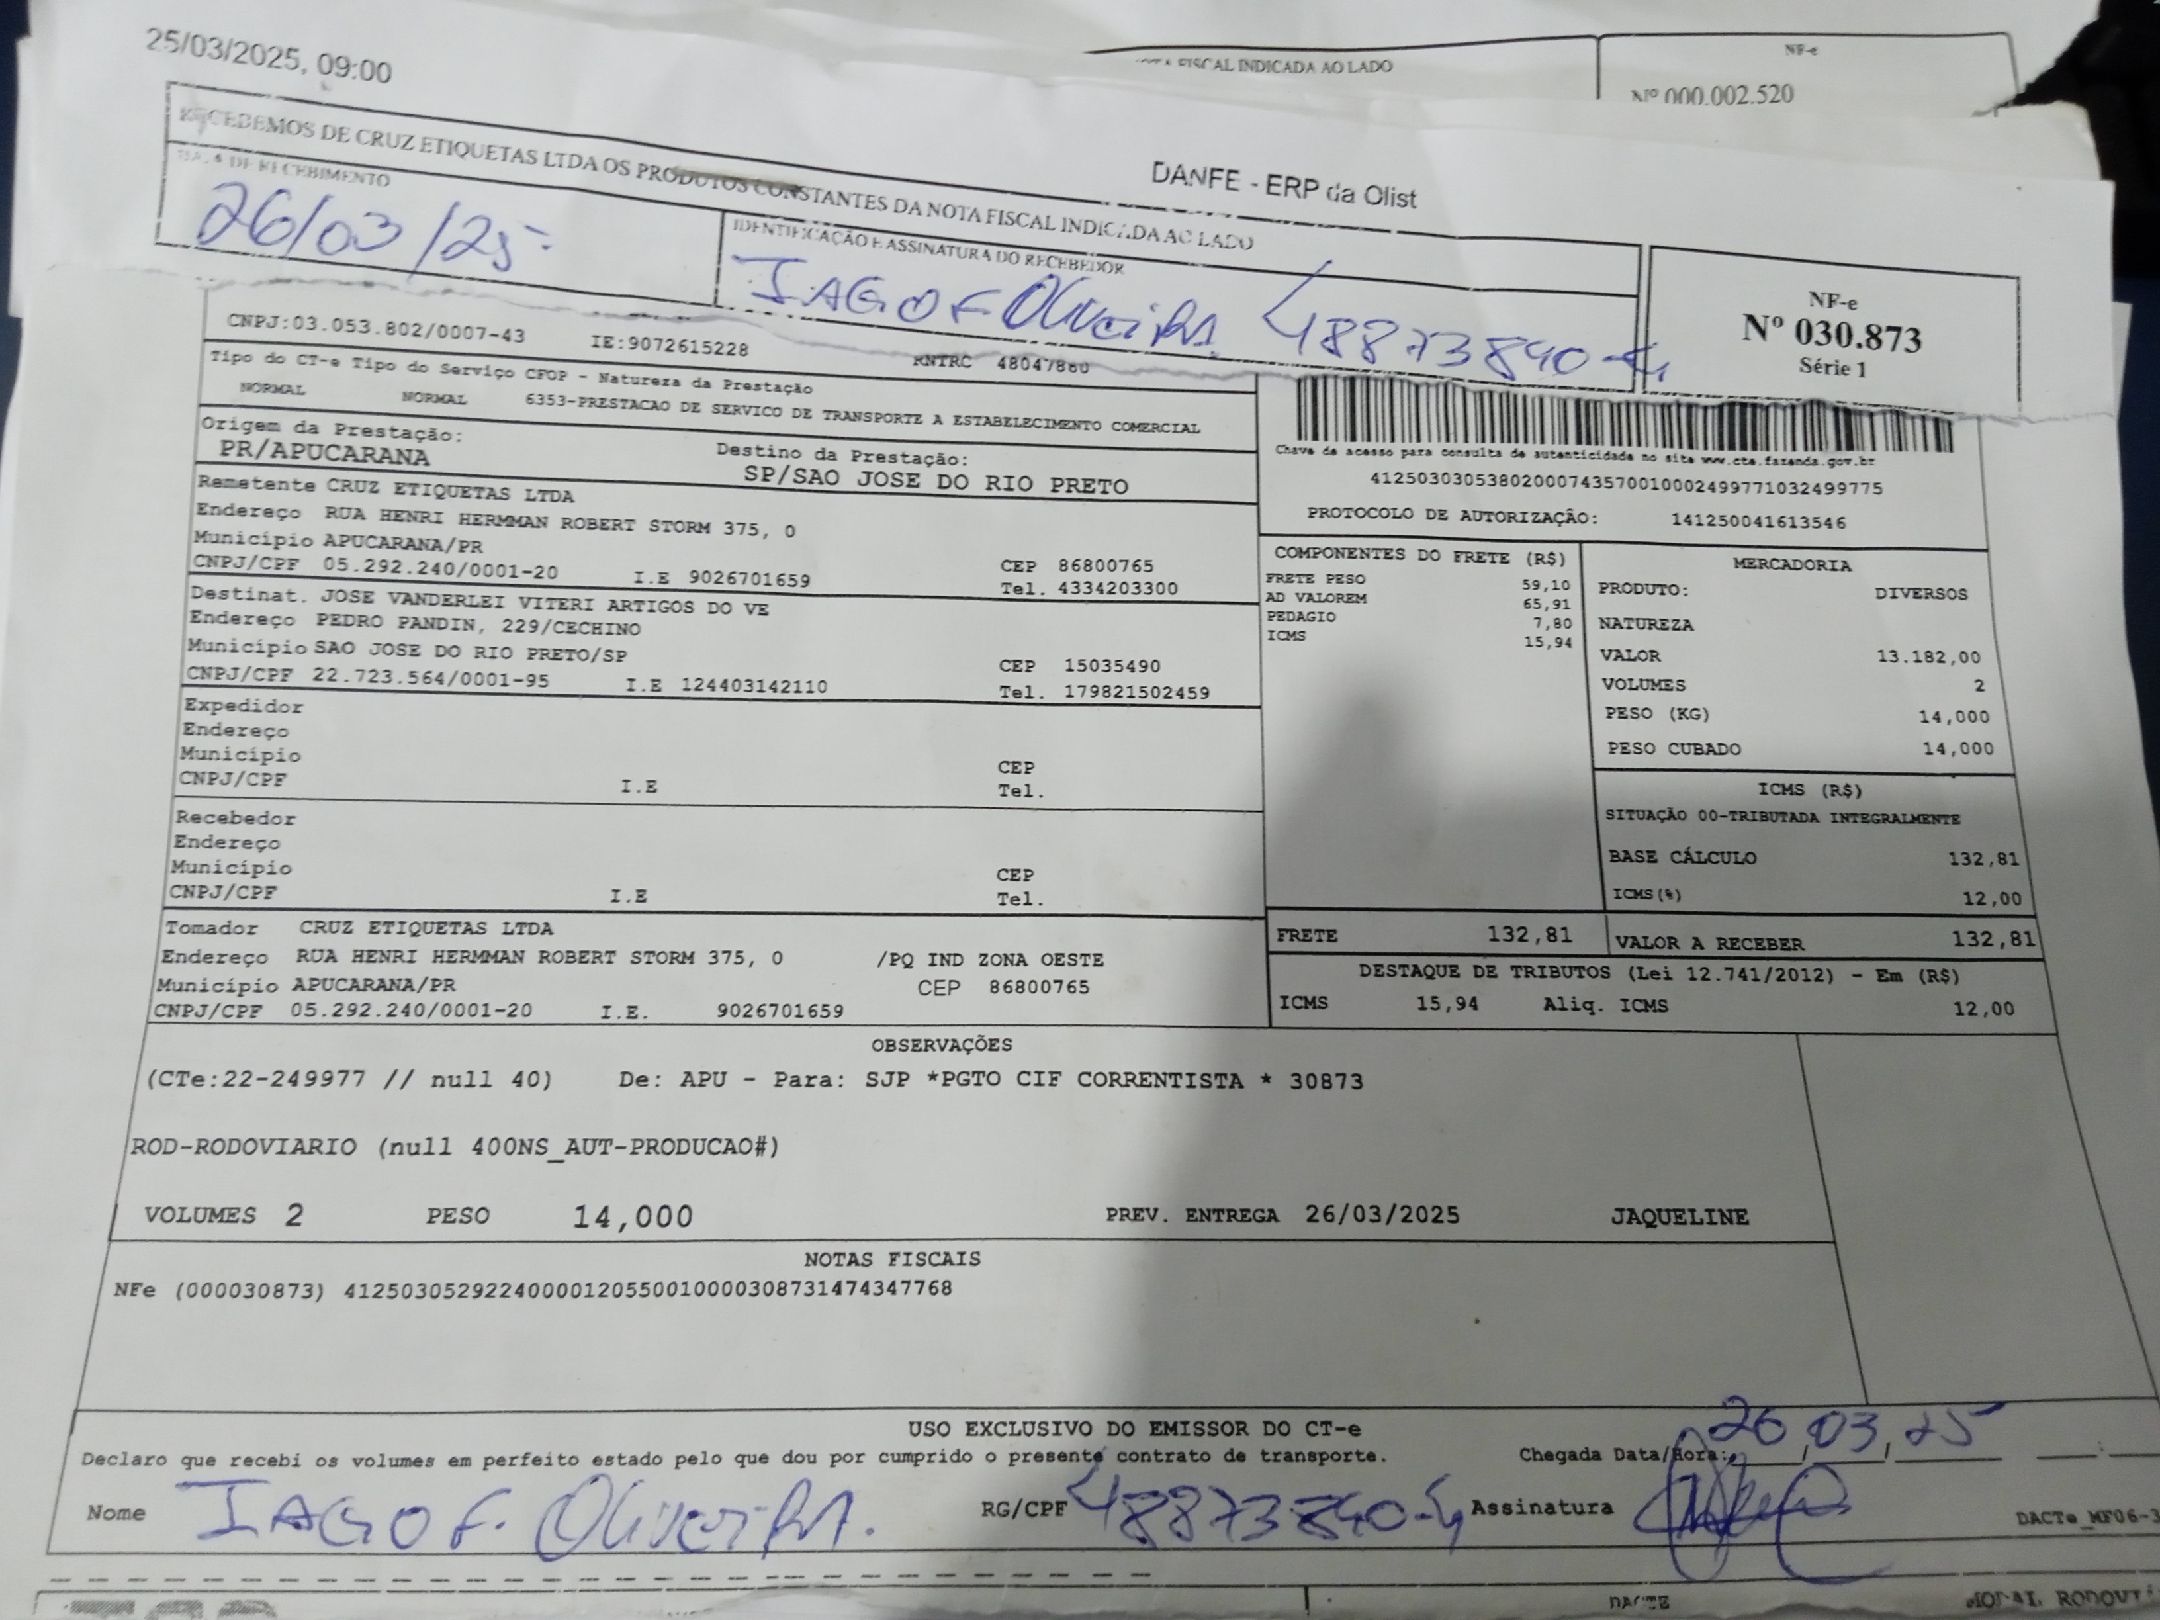 25/03/2025, 09:00
FISCAL INDICADA AO LADO
NF-e
Nº 000.002.520
DANFE - ERP da Olist
RECEBEMOS DE CRUZ ETIQUETAS LTDA OS PRODUTOS CONSTANTES DA NOTA FISCAL INDICADA AO LADO
DATA DE RECEBIMENTO
26/03/25
IDENTIFICAÇÃO E ASSINATURA DO RECEBEDOR
IAGO F. OLIVEIRA. 48873840-4
NF-e
Nº 030.873
Série 1
CNPJ:03.053.802/0007-43 IE:9072615228 RNTRC 48047860
Tipo do CT-e Tipo do Serviço CFOP - Natureza da Prestação
NORMAL NORMAL 6353-PRESTACAO DE SERVICO DE TRANSPORTE A ESTABELECIMENTO COMERCIAL
Origem da Prestação: Destino da Prestação:
PR/APUCARANA SP/SAO JOSE DO RIO PRETO
Chave de acesso para consulta de autenticidade no site www.cte.fazenda.gov.br
41250303053802000743570010002499771032499775
PROTOCOLO DE AUTORIZAÇÃO: 141250041613546
Remetente CRUZ ETIQUETAS LTDA
Endereço RUA HENRI HERMMAN ROBERT STORM 375, 0
Município APUCARANA/PR CEP 86800765
CNPJ/CPF 05.292.240/0001-20 I.E 9026701659 Tel. 4334203300
Destinat. JOSE VANDERLEI VITERI ARTIGOS DO VE
Endereço PEDRO PANDIN, 229/CECHINO
Município SAO JOSE DO RIO PRETO/SP CEP 15035490
CNPJ/CPF 22.723.564/0001-95 I.E 124403142110 Tel. 179821502459
Expedidor
Endereço
Município CEP
CNPJ/CPF I.E Tel.
Recebedor
Endereço
Município CEP
CNPJ/CPF I.E Tel.
Tomador CRUZ ETIQUETAS LTDA
Endereço RUA HENRI HERMMAN ROBERT STORM 375, 0 /PQ IND ZONA OESTE
Município APUCARANA/PR CEP 86800765
CNPJ/CPF 05.292.240/0001-20 I.E. 9026701659
COMPONENTES DO FRETE (R$)
FRETE PESO 59,10
AD VALOREM 65,91
PEDAGIO 7,80
ICMS 15,94
MERCADORIA
PRODUTO: DIVERSOS
NATUREZA
VALOR 13.182,00
VOLUMES 2
PESO (KG) 14,000
PESO CUBADO 14,000
ICMS (R$)
SITUAÇÃO 00-TRIBUTADA INTEGRALMENTE
BASE CÁLCULO 132,81
ICMS(%) 12,00
FRETE 132,81 VALOR A RECEBER 132,81
DESTAQUE DE TRIBUTOS (Lei 12.741/2012) - Em (R$)
ICMS 15,94 Aliq. ICMS 12,00
OBSERVAÇÕES
(CTe:22-249977 // null 40) De: APU - Para: SJP *PGTO CIF CORRENTISTA * 30873
ROD-RODOVIARIO (null 400NS_AUT-PRODUCAO#)
VOLUMES 2 PESO 14,000 PREV. ENTREGA 26/03/2025 JAQUELINE
NOTAS FISCAIS
NFe (000030873) 41250305292240000120550010000308731474347768
USO EXCLUSIVO DO EMISSOR DO CT-e
Declaro que recebi os volumes em perfeito estado pelo que dou por cumprido o presente contrato de transporte. Chegada Data/Hora: 26/03/25
Nome IAGO F. OLIVEIRA. RG/CPF 48873840-4 Assinatura
DACTe_MF06-3
DACTE